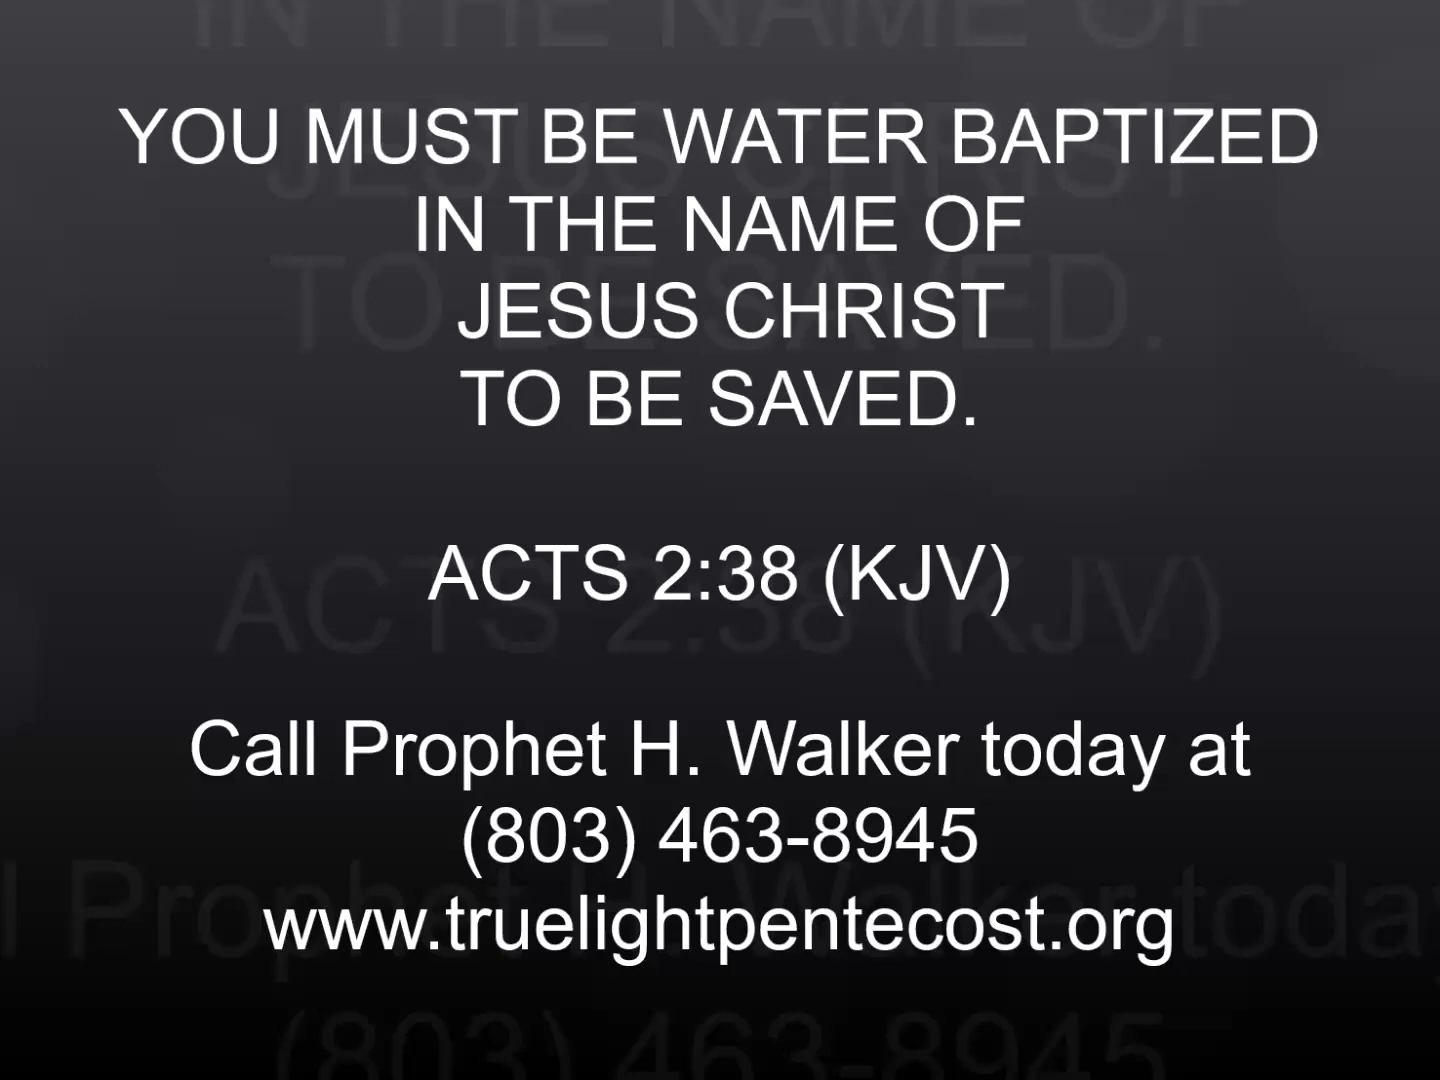 YOU MUST BE WATER BAPTIZED
IN THE NAME OF
JESUS CHRIST
TO BE SAVED.
ACTS 2:38 (KJV)
Call Prophet H. Walker today at
(803) 463-8945
www.truelightpentecost.org